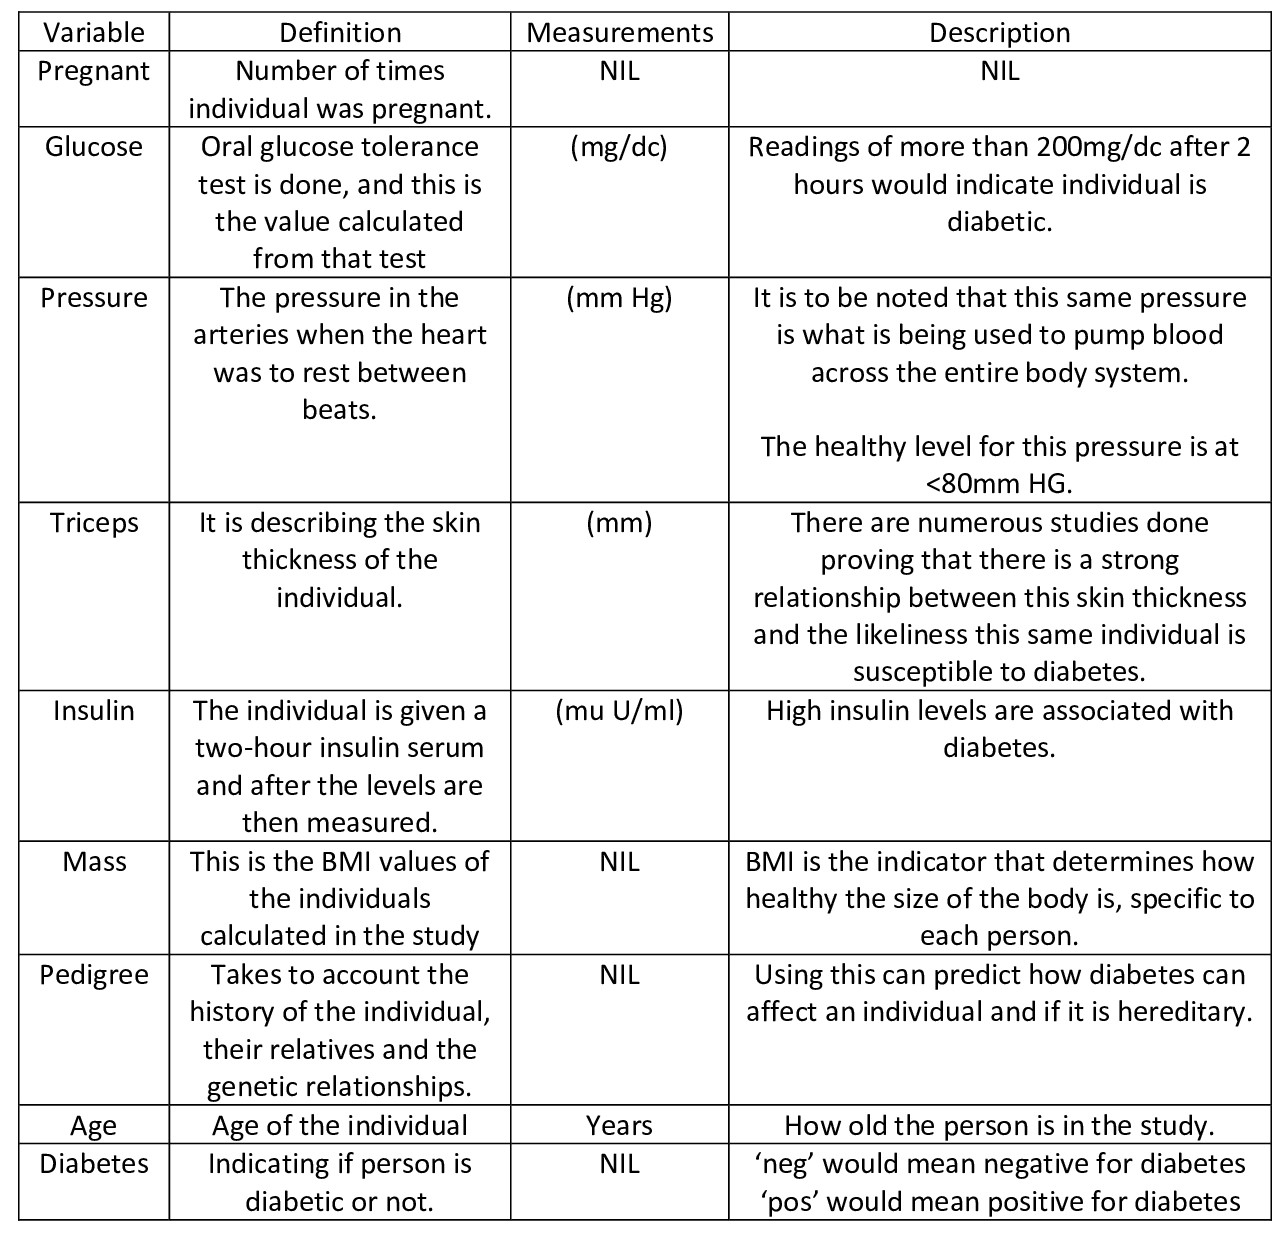 Variable Definition Measurements Description
Pregnant Number of times NIL NIL
individual was pregnant.
Glucose Oral glucose tolerance (mg/dc) Readings of more than 200mg/dc after 2
test is done, and this is hours would indicate individual is
the value calculated diabetic.
from that test
Pressure The pressure in the (mm Hg) It is to be noted that this same pressure
arteries when the heart is what is being used to pump blood
was to rest between across the entire body system.
beats.
The healthy level for this pressure is at
<80mm HG.
Triceps It is describing the skin (mm) There are numerous studies done
thickness of the proving that there is a strong
individual. relationship between this skin thickness
and the likeliness this same individual is
susceptible to diabetes.
Insulin The individual is given a (mu U/ml) High insulin levels are associated with
two-hour insulin serum diabetes.
and after the levels are
then measured.
Mass This is the BMI values of NIL BMI is the indicator that determines how
the individuals healthy the size of the body is, specific to
calculated in the study each person.
Pedigree Takes to account the NIL Using this can predict how diabetes can
history of the individual, affect an individual and if it is hereditary.
their relatives and the
genetic relationships.
Age Age of the individual Years How old the person is in the study.
Diabetes Indicating if person is NIL ‘neg’ would mean negative for diabetes
diabetic or not. ‘pos’ would mean positive for diabetes